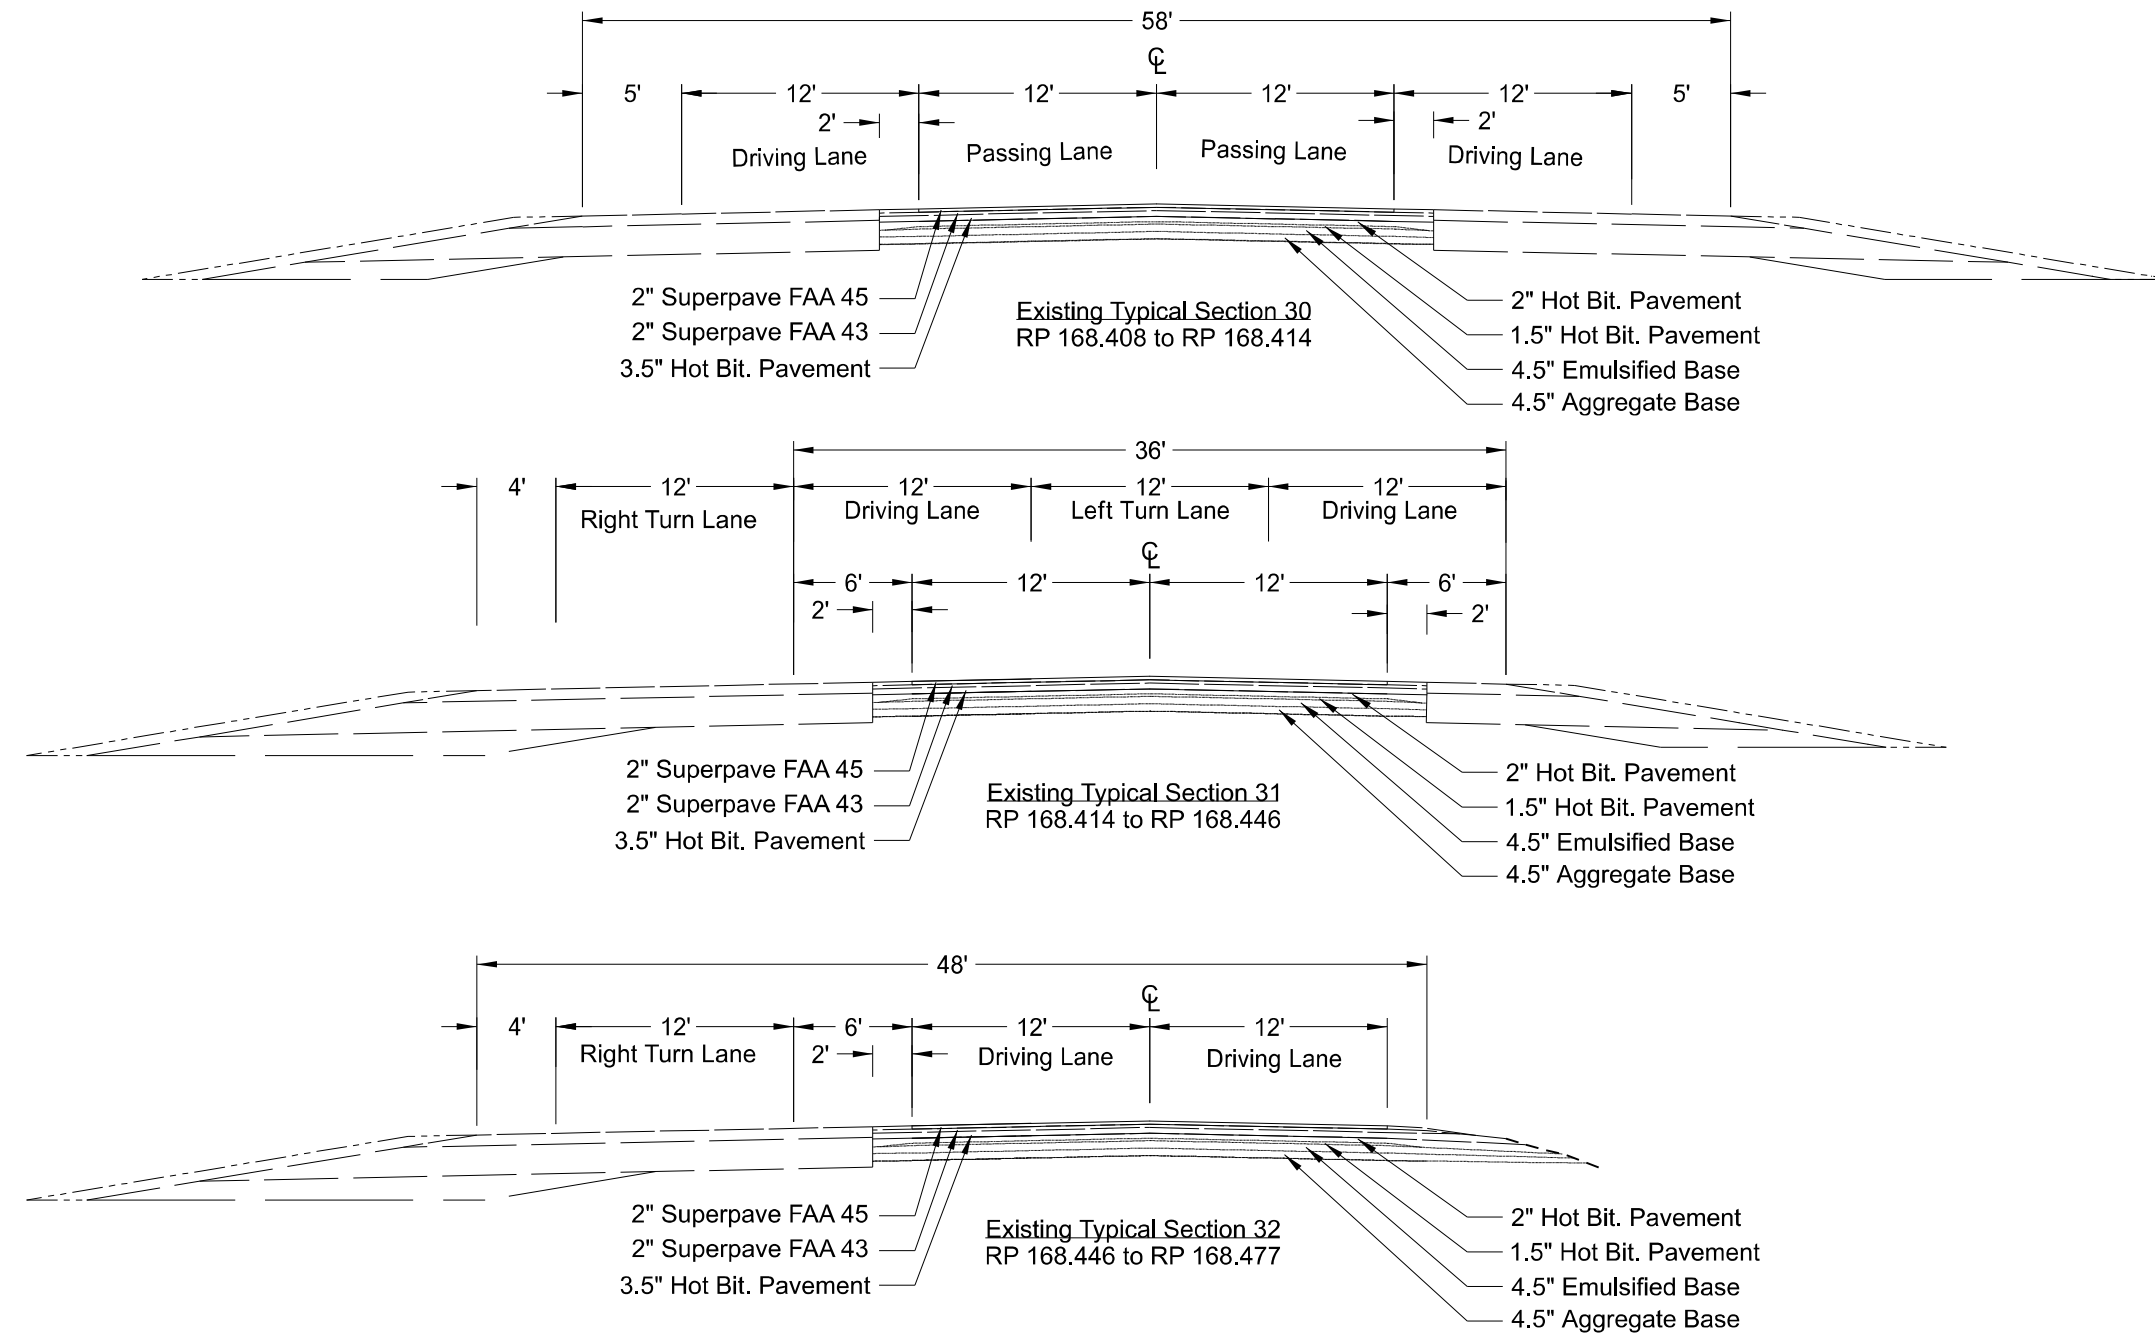 58'
℄
5' 12' 12' 12' 12' 5'
2' 2'
Driving Lane Passing Lane Passing Lane Driving Lane
2" Superpave FAA 45
2" Superpave FAA 43
3.5" Hot Bit. Pavement
Existing Typical Section 30
RP 168.408 to RP 168.414
2" Hot Bit. Pavement
1.5" Hot Bit. Pavement
4.5" Emulsified Base
4.5" Aggregate Base
36'
4' 12' 12' 12' 12'
Right Turn Lane Driving Lane Left Turn Lane Driving Lane
℄
6' 12' 12' 6'
2' 2'
2" Superpave FAA 45
2" Superpave FAA 43
3.5" Hot Bit. Pavement
Existing Typical Section 31
RP 168.414 to RP 168.446
2" Hot Bit. Pavement
1.5" Hot Bit. Pavement
4.5" Emulsified Base
4.5" Aggregate Base
48'
℄
4' 12' 6' 12' 12'
Right Turn Lane 2' Driving Lane Driving Lane
2" Superpave FAA 45
2" Superpave FAA 43
3.5" Hot Bit. Pavement
Existing Typical Section 32
RP 168.446 to RP 168.477
2" Hot Bit. Pavement
1.5" Hot Bit. Pavement
4.5" Emulsified Base
4.5" Aggregate Base